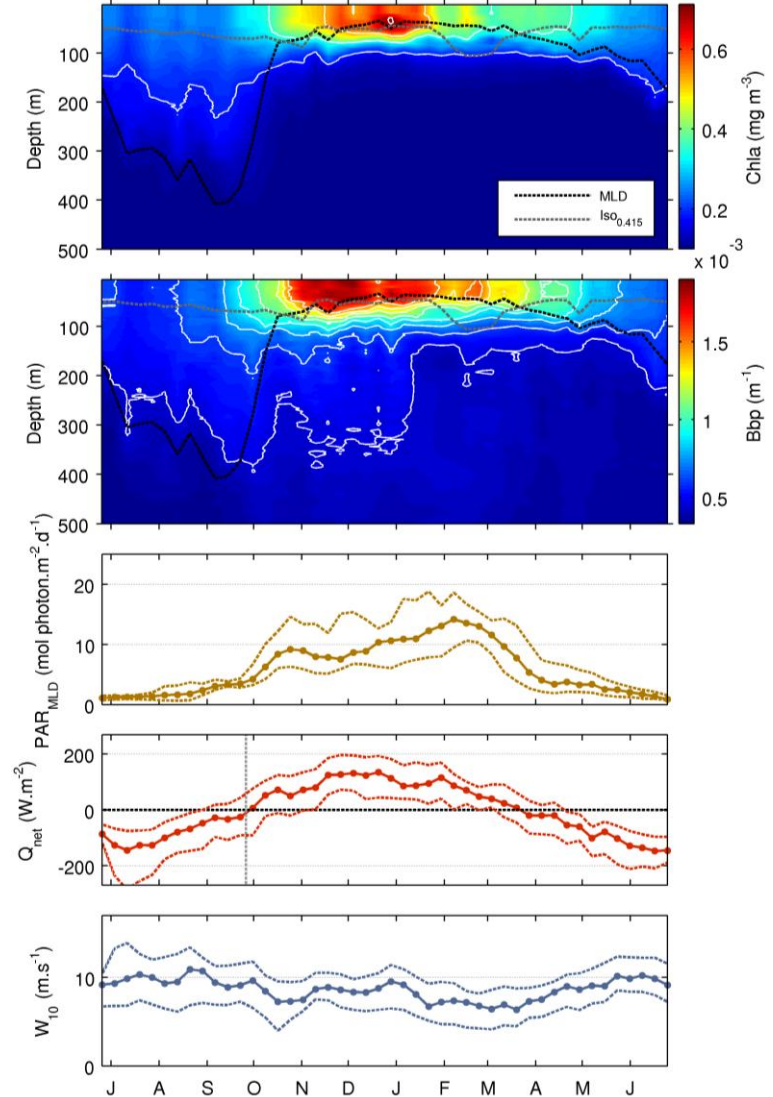 100
200
300
400
500
Depth (m)
MLD
Iso0.415
0.6
0.4
0.2
Chla (mg m-3)
-3
x 10
100
200
300
400
500
Depth (m)
1.5
1
0.5
Bbp (m-1)
20
10
0
PARMLD (mol photon.m-2.d-1)
200
0
-200
Qnet (W.m-2)
10
0
W10 (m.s-1)
J A S O N D J F M A M J